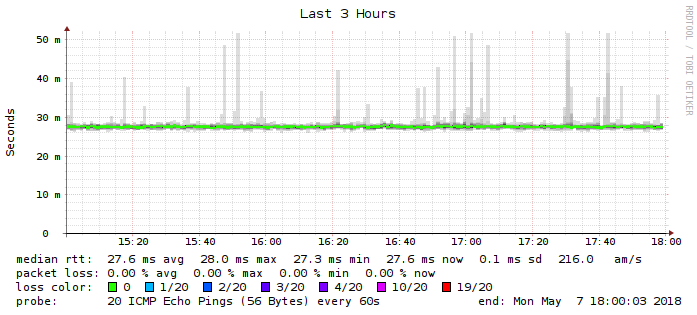 Last 3 Hours
RRDTOOL / TOBI OETIKER
Seconds
50 m
40 m
30 m
20 m
10 m
0
15:20 15:40 16:00 16:20 16:40 17:00 17:20 17:40 18:00
median rtt: 27.6 ms avg 28.0 ms max 27.3 ms min 27.6 ms now 0.1 ms sd 216.0 am/s
packet loss: 0.00 % avg 0.00 % max 0.00 % min 0.00 % now
loss color: 0 1/20 2/20 3/20 4/20 10/20 19/20
probe: 20 ICMP Echo Pings (56 Bytes) every 60s end: Mon May 7 18:00:03 2018